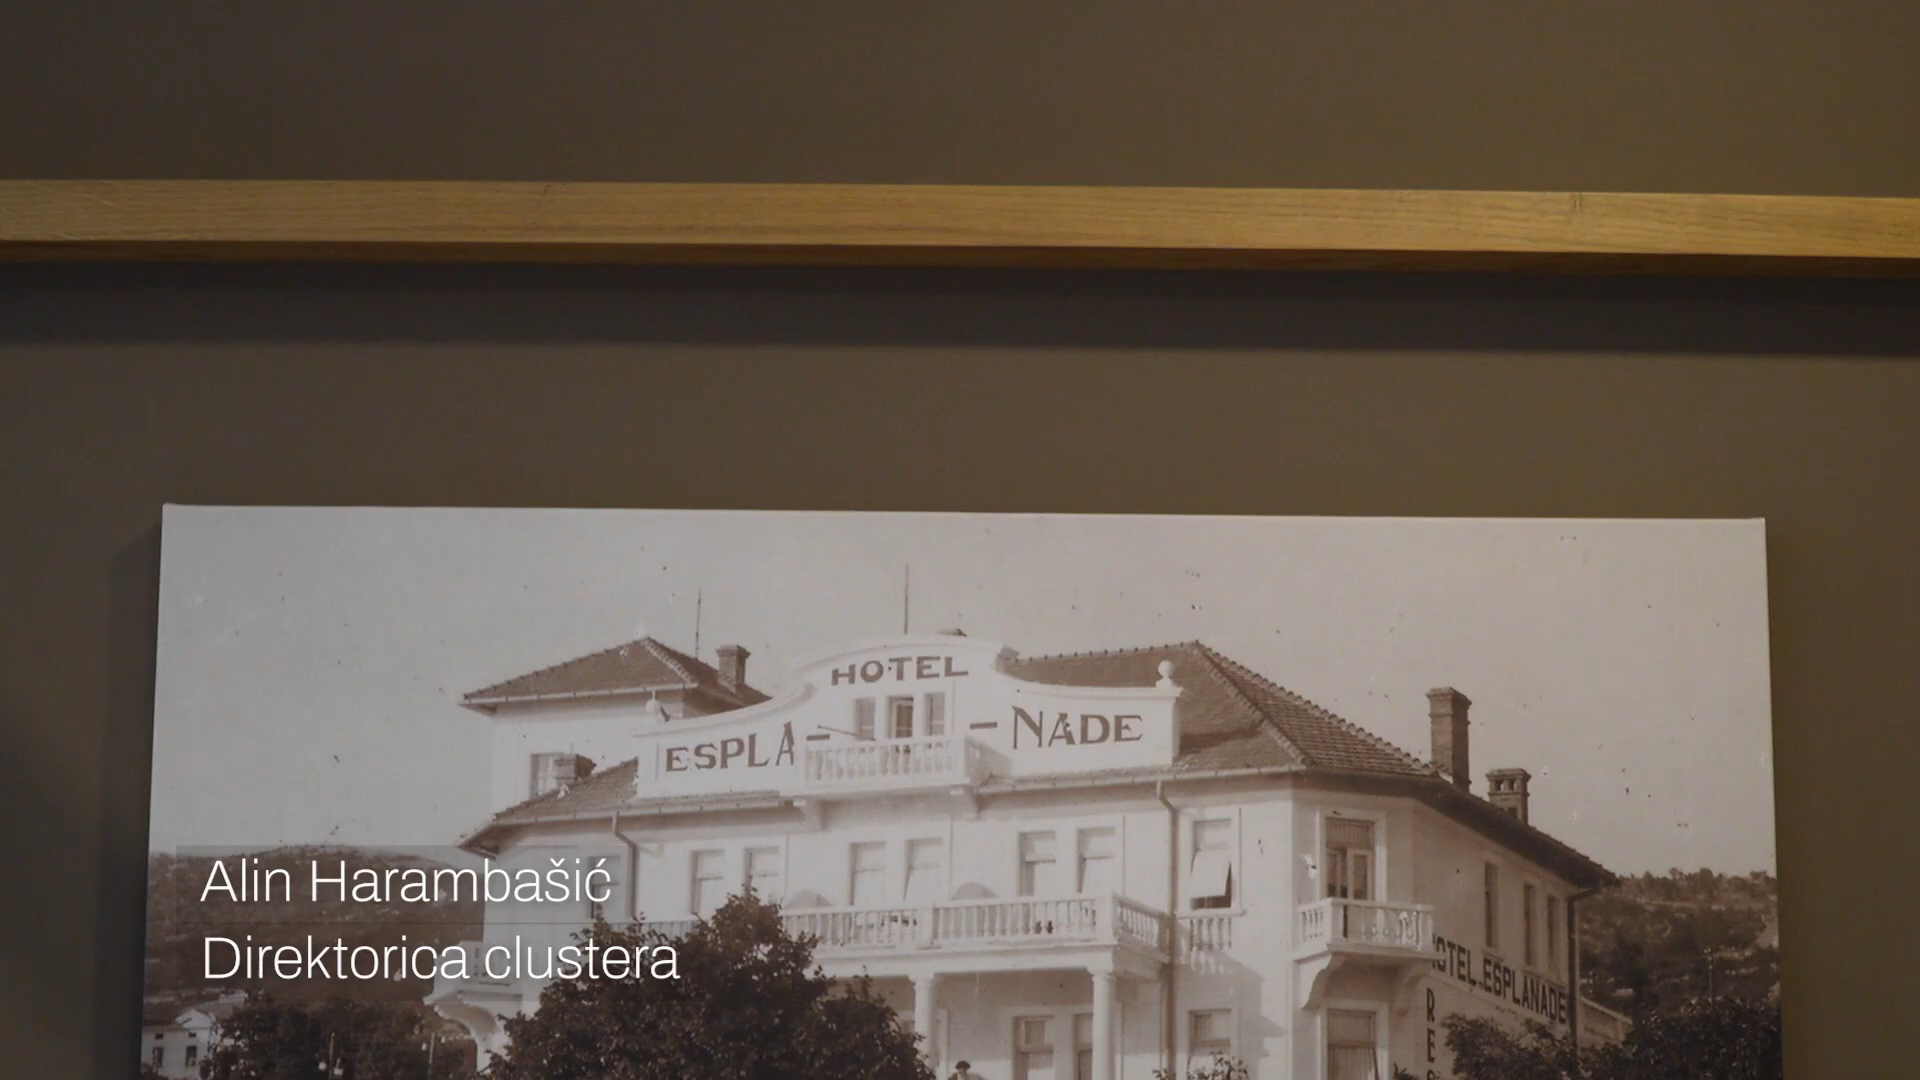 HOTEL
ESPLA-
-NADE
HOTEL ESPLANADE
Alin Harambašić
Direktorica clustera